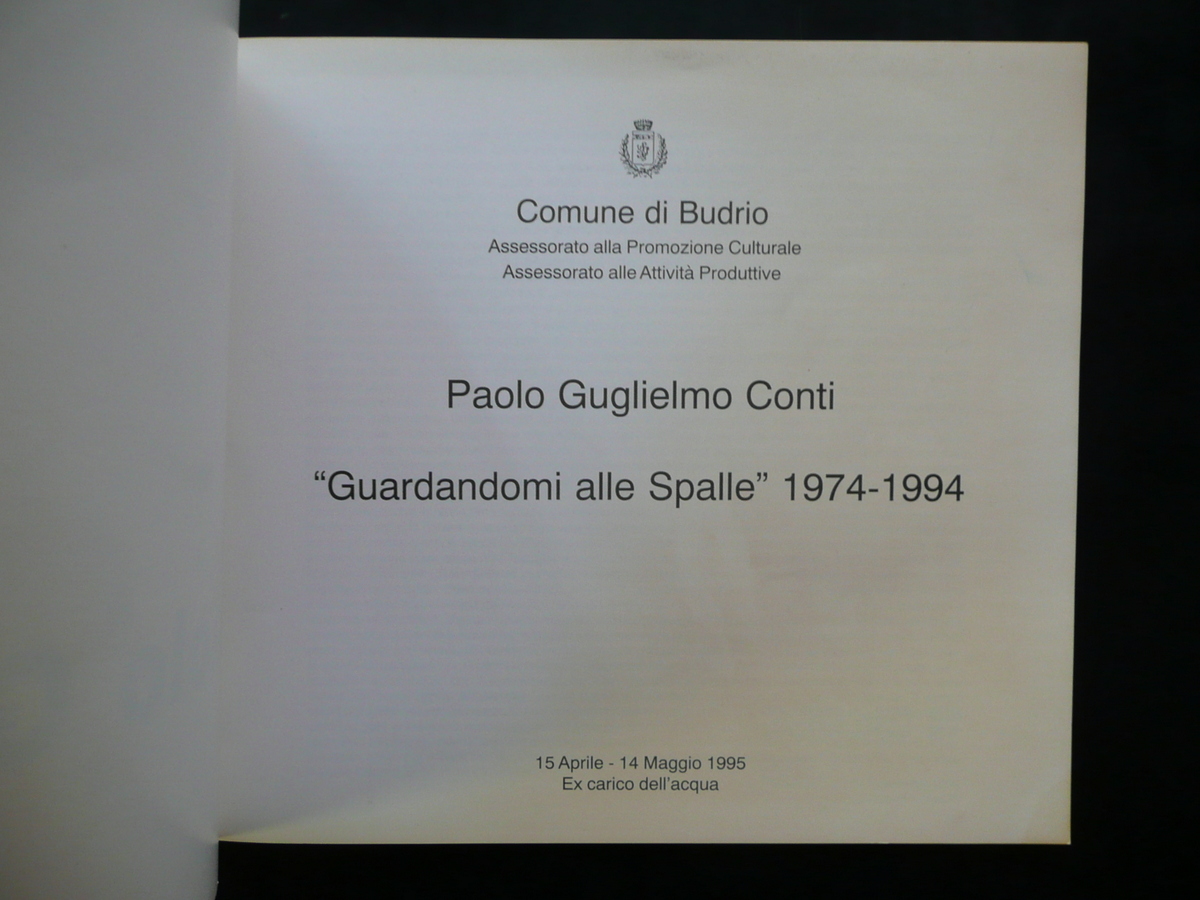 Comune di Budrio
Assessorato alla Promozione Culturale
Assessorato alle Attività Produttive
Paolo Guglielmo Conti
“Guardandomi alle Spalle” 1974-1994
15 Aprile - 14 Maggio 1995
Ex carico dell’acqua